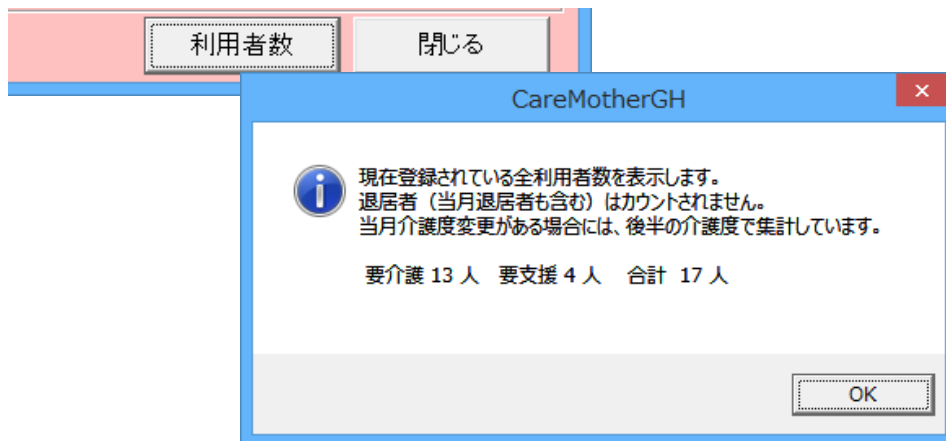 利用者数 閉じる
CareMotherGH
現在登録されている全利用者数を表示します。
退居者（当月退居者も含む）はカウントされません。
当月介護度変更がある場合には、後半の介護度で集計しています。
要介護 13 人 要支援 4 人 合計 17 人
OK